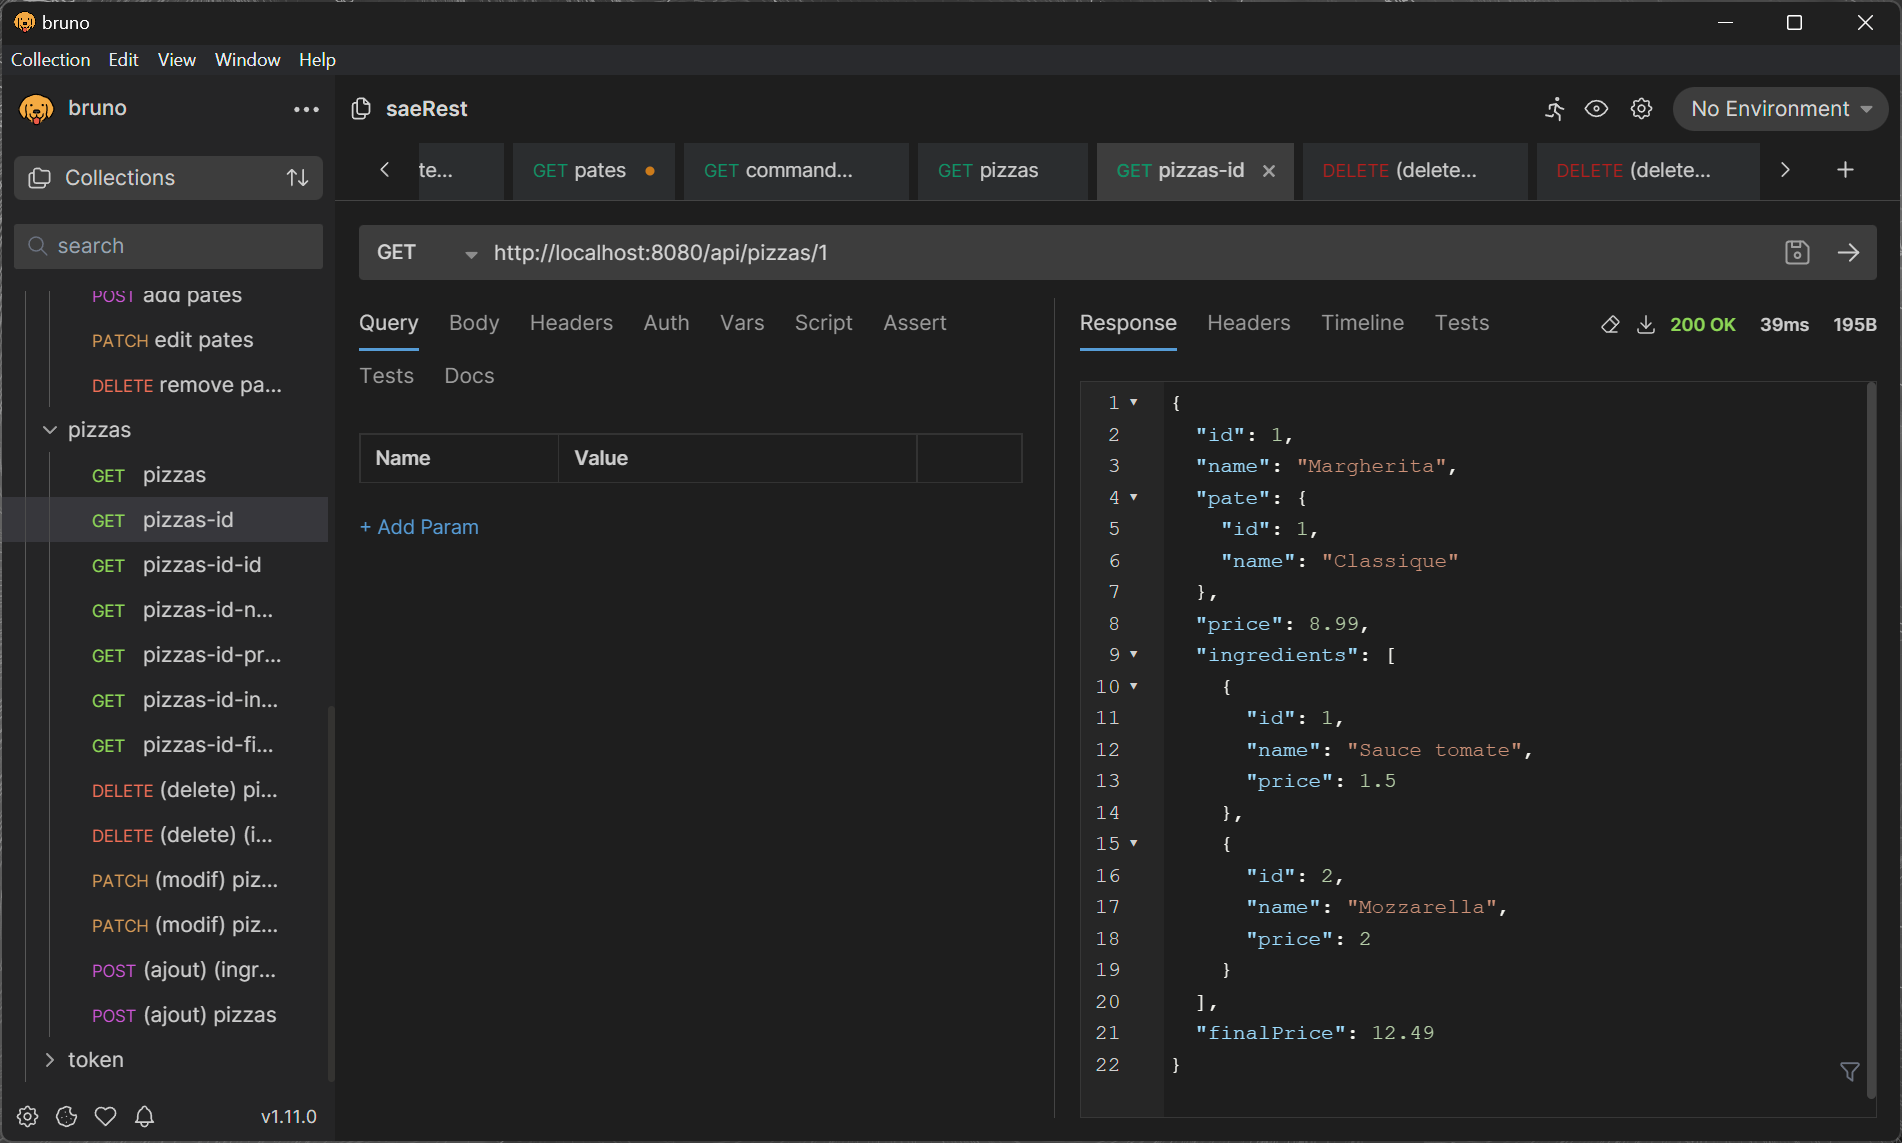 bruno
Collection Edit View Window Help
bruno
saeRest
No Environment
Collections
te...
GET pates
GET command...
GET pizzas
GET pizzas-id
DELETE (delete...
DELETE (delete...
search
GET http://localhost:8080/api/pizzas/1
POST add pates
PATCH edit pates
DELETE remove pa...
pizzas
GET pizzas
GET pizzas-id
GET pizzas-id-id
GET pizzas-id-n...
GET pizzas-id-pr...
GET pizzas-id-in...
GET pizzas-id-fi...
DELETE (delete) pi...
DELETE (delete) (i...
PATCH (modif) piz...
PATCH (modif) piz...
POST (ajout) (ingr...
POST (ajout) pizzas
token
v1.11.0
Query Body Headers Auth Vars Script Assert
Tests Docs
Name Value
+ Add Param
Response Headers Timeline Tests 200 OK 39ms 195B
1 {
2 "id": 1,
3 "name": "Margherita",
4 "pate": {
5 "id": 1,
6 "name": "Classique"
7 },
8 "price": 8.99,
9 "ingredients": [
10 {
11 "id": 1,
12 "name": "Sauce tomate",
13 "price": 1.5
14 },
15 {
16 "id": 2,
17 "name": "Mozzarella",
18 "price": 2
19 }
20 ],
21 "finalPrice": 12.49
22 }